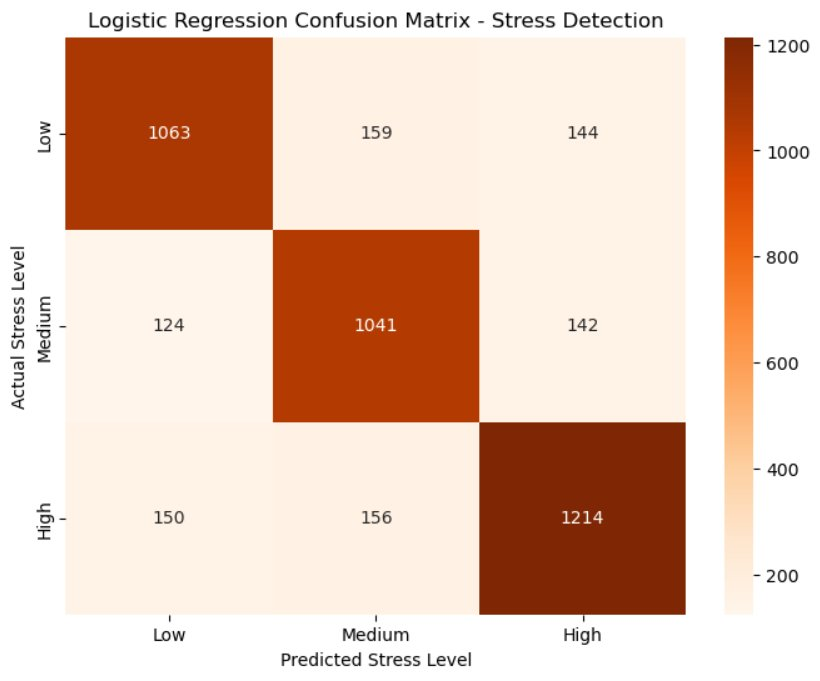 Logistic Regression Confusion Matrix - Stress Detection
Actual Stress Level
Low
1063 159 144
Medium
124 1041 142
High
150 156 1214
Low Medium High
Predicted Stress Level
1200
1000
800
600
400
200